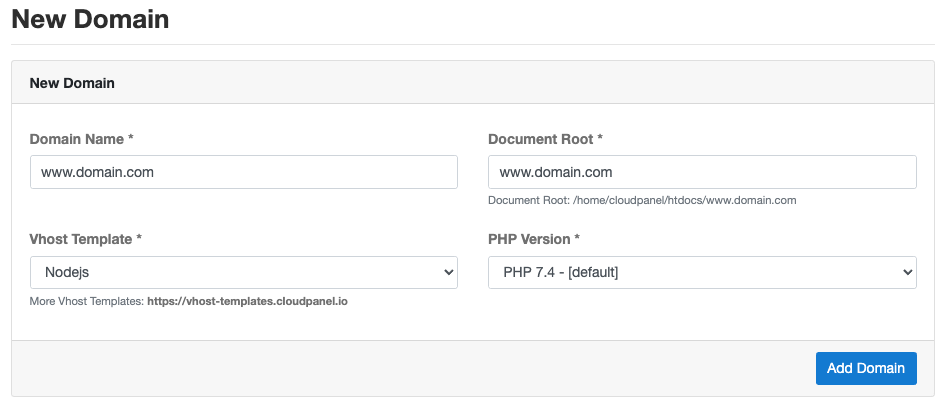 New Domain
New Domain
Domain Name *
www.domain.com
Document Root *
www.domain.com
Document Root: /home/cloudpanel/htdocs/www.domain.com
Vhost Template *
Nodejs
More Vhost Templates: https://vhost-templates.cloudpanel.io
PHP Version *
PHP 7.4 - [default]
Add Domain